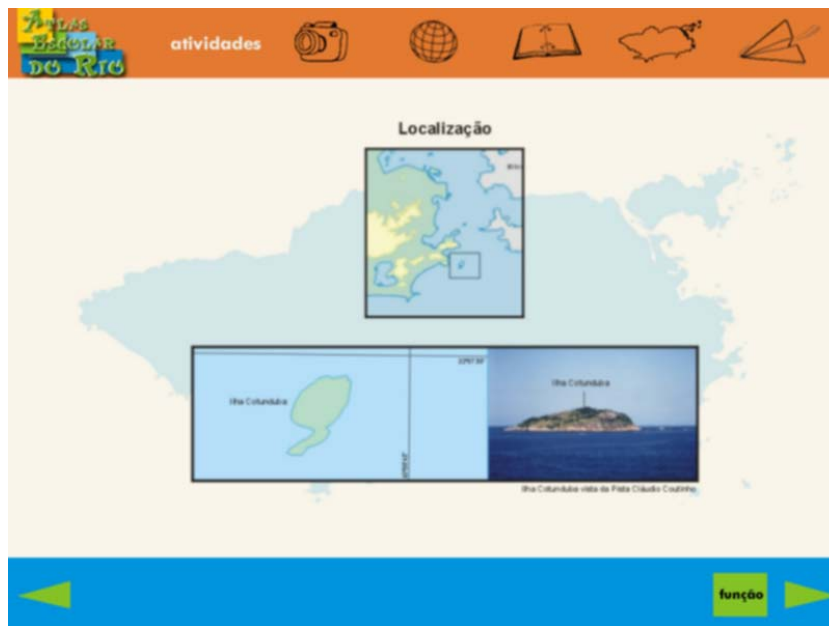 Atlas
Escolar
do Rio
atividades
Localização
Ilha Cotunduba
Ilha Cotunduba
Ilha Cotunduba vista da Pista Cláudio Coutinho
função